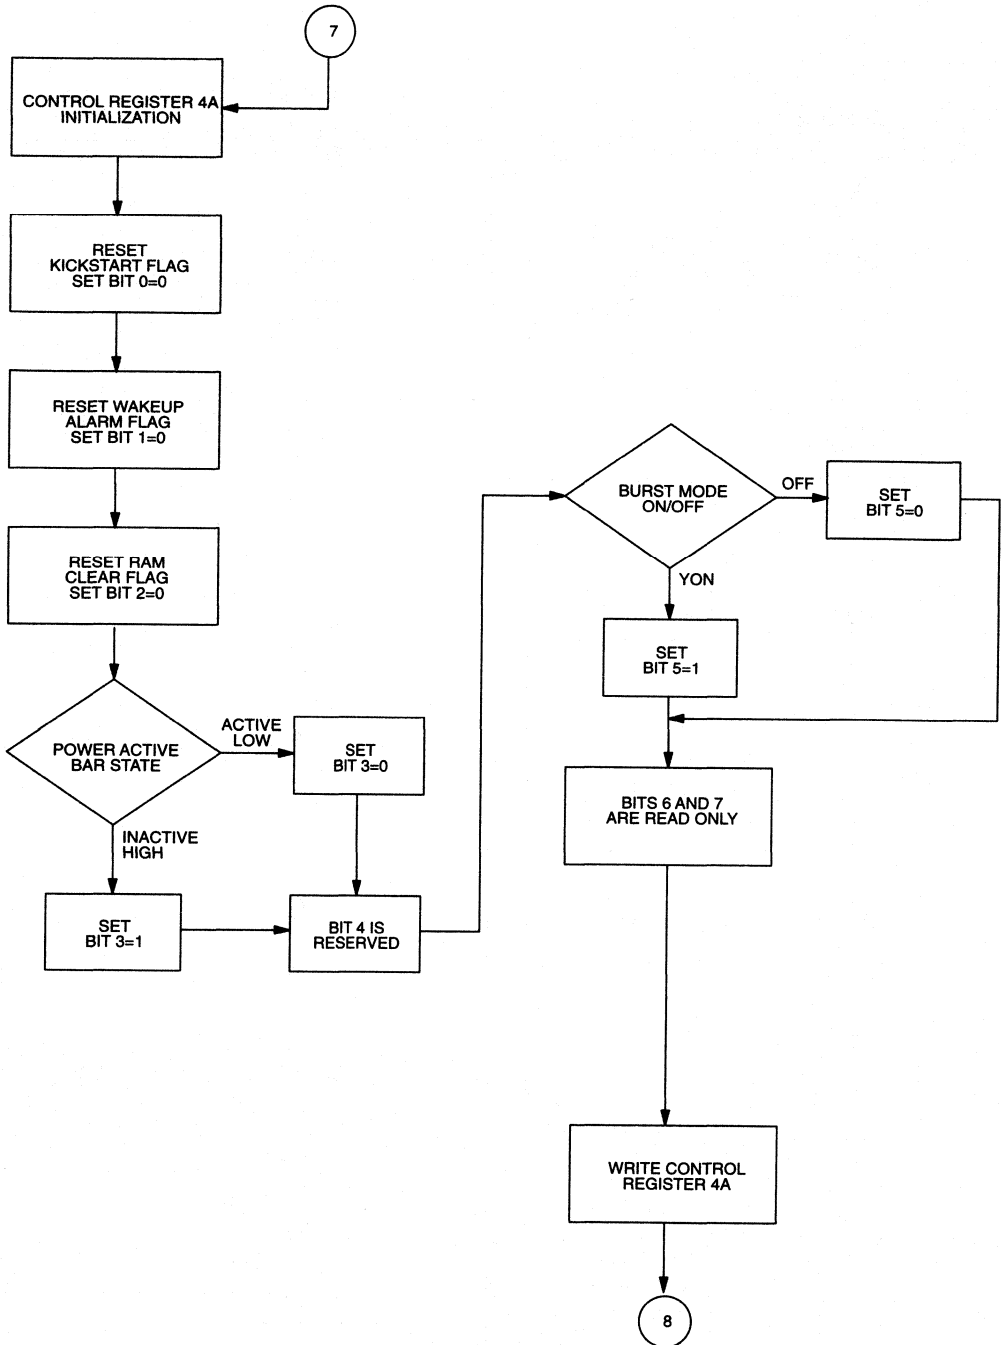 7
CONTROL REGISTER 4A
INITIALIZATION
RESET
KICKSTART FLAG
SET BIT 0=0
RESET WAKEUP
ALARM FLAG
SET BIT 1=0
RESET RAM
CLEAR FLAG
SET BIT 2=0
POWER ACTIVE
BAR STATE
ACTIVE
LOW
SET
BIT 3=0
INACTIVE
HIGH
SET
BIT 3=1
BIT 4 IS
RESERVED
BURST MODE
ON/OFF
OFF
SET
BIT 5=0
YON
SET
BIT 5=1
BITS 6 AND 7
ARE READ ONLY
WRITE CONTROL
REGISTER 4A
8